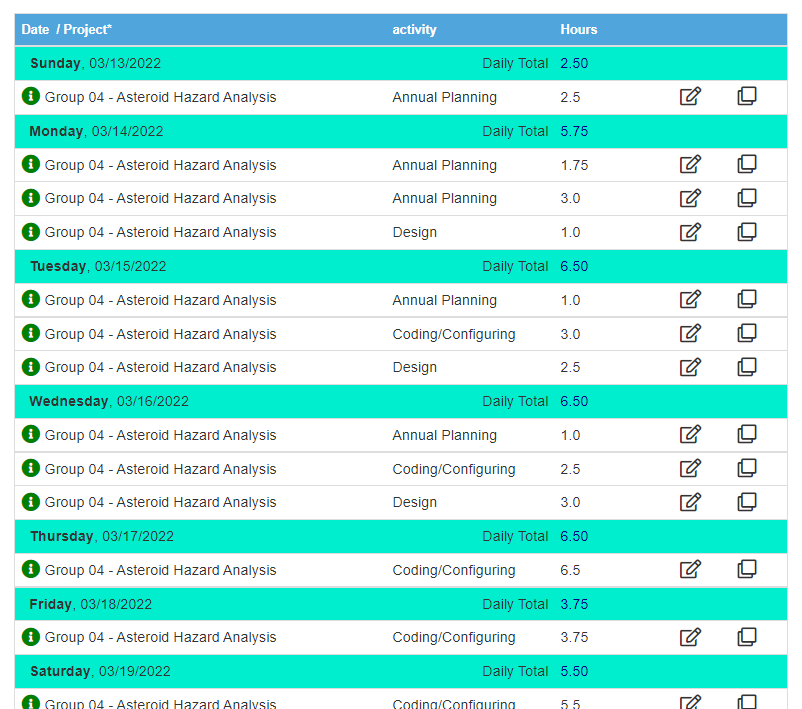 Date / Project* activity Hours
Sunday, 03/13/2022 Daily Total 2.50
Group 04 - Asteroid Hazard Analysis Annual Planning 2.5
Monday, 03/14/2022 Daily Total 5.75
Group 04 - Asteroid Hazard Analysis Annual Planning 1.75
Group 04 - Asteroid Hazard Analysis Annual Planning 3.0
Group 04 - Asteroid Hazard Analysis Design 1.0
Tuesday, 03/15/2022 Daily Total 6.50
Group 04 - Asteroid Hazard Analysis Annual Planning 1.0
Group 04 - Asteroid Hazard Analysis Coding/Configuring 3.0
Group 04 - Asteroid Hazard Analysis Design 2.5
Wednesday, 03/16/2022 Daily Total 6.50
Group 04 - Asteroid Hazard Analysis Annual Planning 1.0
Group 04 - Asteroid Hazard Analysis Coding/Configuring 2.5
Group 04 - Asteroid Hazard Analysis Design 3.0
Thursday, 03/17/2022 Daily Total 6.50
Group 04 - Asteroid Hazard Analysis Coding/Configuring 6.5
Friday, 03/18/2022 Daily Total 3.75
Group 04 - Asteroid Hazard Analysis Coding/Configuring 3.75
Saturday, 03/19/2022 Daily Total 5.50
Group 04 - Asteroid Hazard Analysis Coding/Configuring 5.5